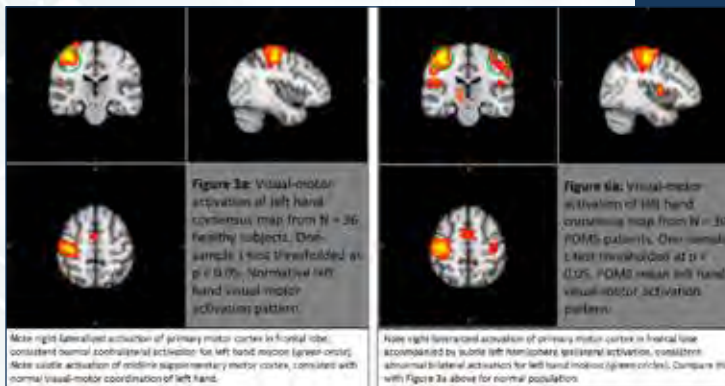 Figure 3a: Visual-motor
activation of left hand
consensus map from N = 36
healthy subjects. One-
sample t-test thresholded at
p < 0.05. Normative left
hand visual-motor
activation pattern.
Note right lateralized activation of primary motor cortex in frontal lobe,
consistent normal contralateral activation for left hand motion (green circle).
Note subtle activation of midline supplementary motor cortex, consistent with
normal visual-motor coordination of left hand.
Figure 6a: Visual-motor
activation of left hand
consensus map from N =
POMS patients. One-sample
t-test thresholded at p <
0.05. POMS mean left hand
visual-motor activation
pattern.
Note right lateralized activation of primary motor cortex in frontal lobe
accompanied by subtle left hemisphere ipsilateral activation, consistent
abnormal bilateral activation for left hand motion (green circles). Compare
with Figure 3a above for normal population.